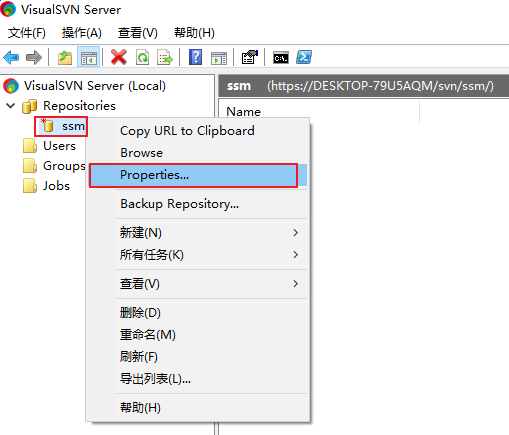 VisualSVN Server
文件(F) 操作(A) 查看(V) 帮助(H)
VisualSVN Server (Local)
Repositories
ssm
Users
Groups
Jobs
ssm (https://DESKTOP-79U5AQM/svn/ssm/)
Name
Copy URL to Clipboard
Browse
Properties...
Backup Repository...
新建(N)
所有任务(K)
查看(V)
删除(D)
重命名(M)
刷新(F)
导出列表(L)...
帮助(H)